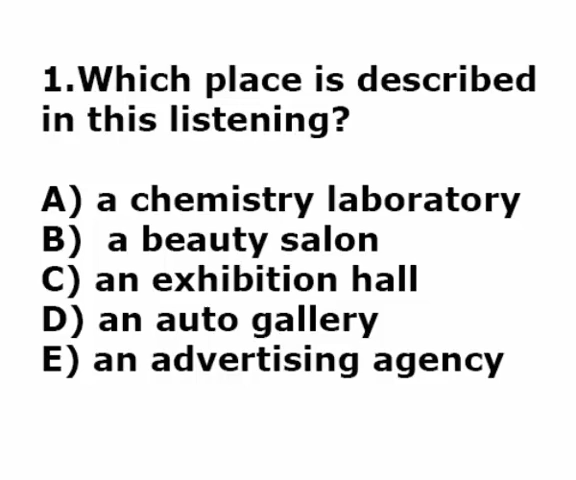 1.Which place is described
in this listening?
A) a chemistry laboratory
B) a beauty salon
C) an exhibition hall
D) an auto gallery
E) an advertising agency